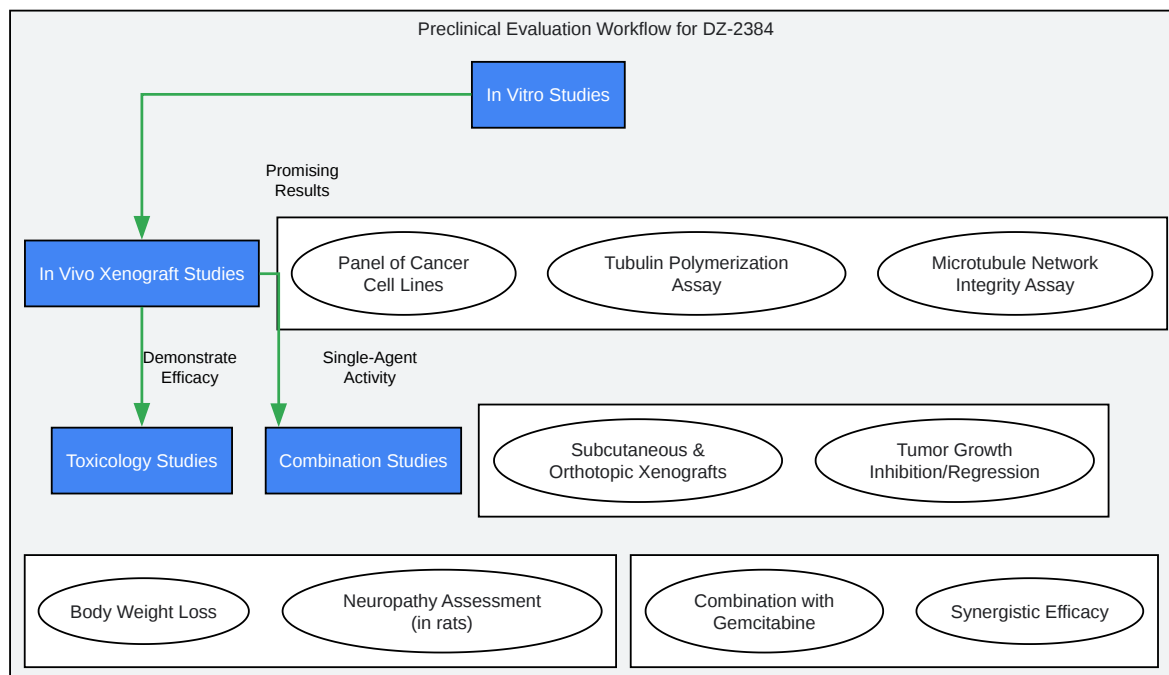 Preclinical Evaluation Workflow for DZ-2384
In Vitro Studies
Promising
Results
In Vivo Xenograft Studies
Panel of Cancer
Cell Lines
Tubulin Polymerization
Assay
Microtubule Network
Integrity Assay
Demonstrate
Efficacy
Single-Agent
Activity
Toxicology Studies
Combination Studies
Subcutaneous &
Orthotopic Xenografts
Tumor Growth
Inhibition/Regression
Body Weight Loss
Neuropathy Assessment
(in rats)
Combination with
Gemcitabine
Synergistic Efficacy